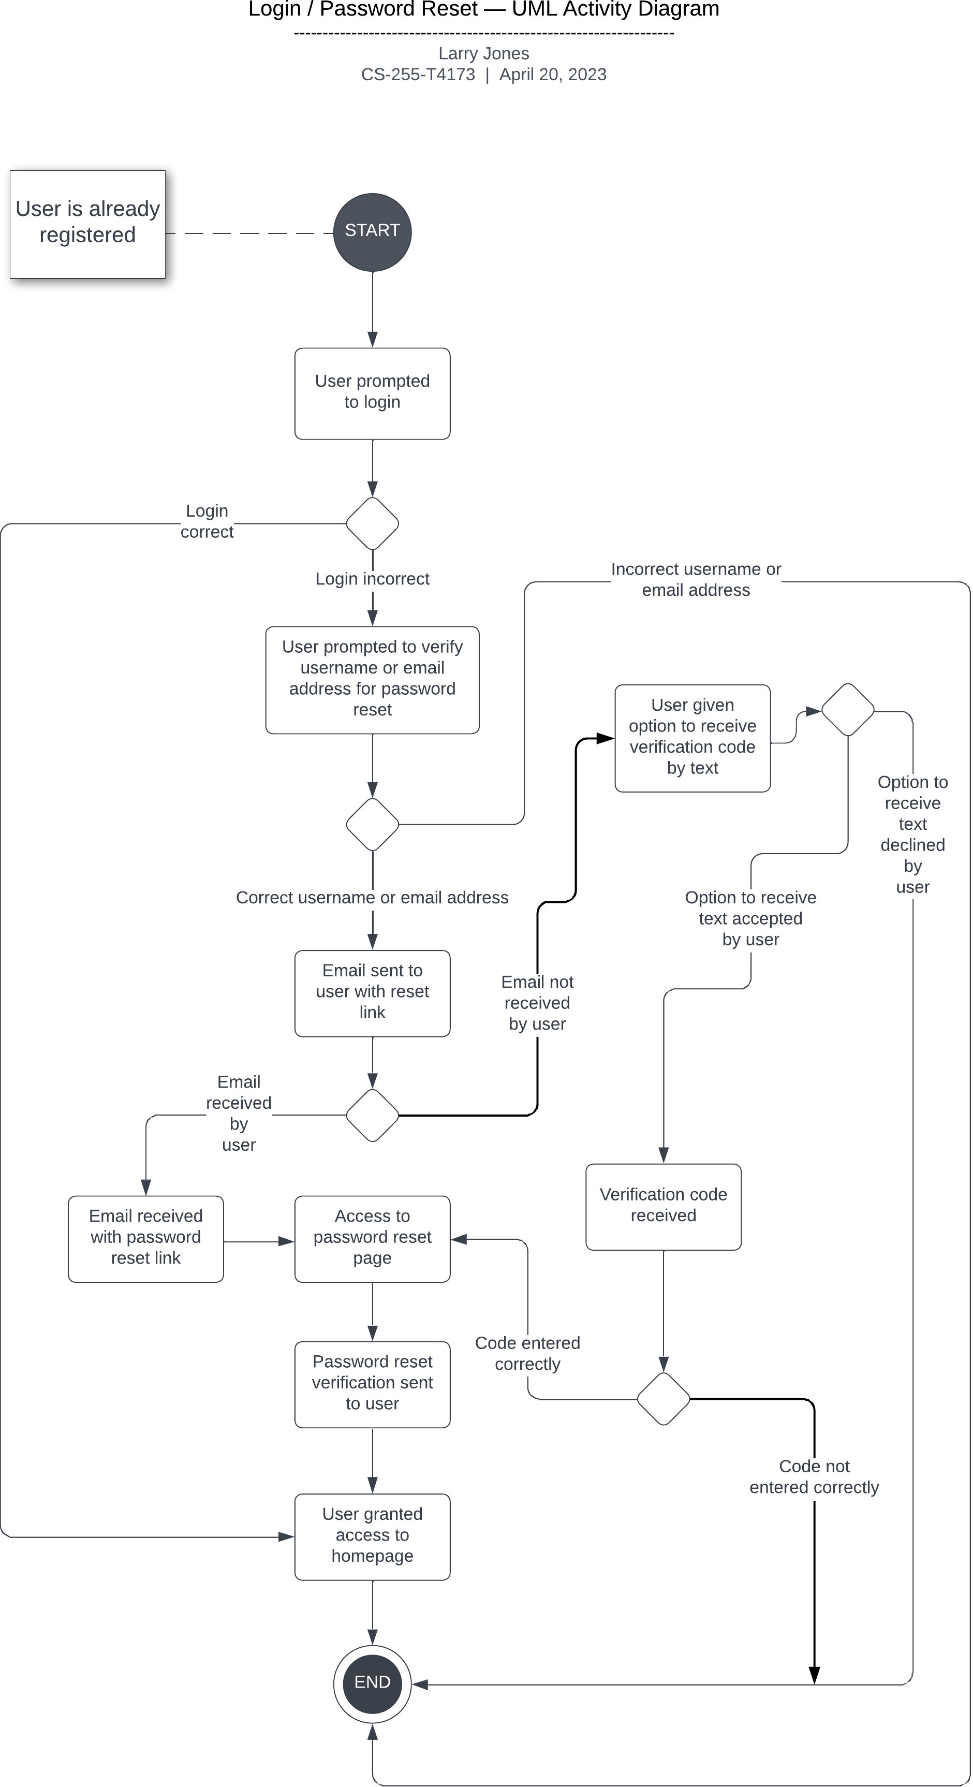 Login / Password Reset — UML Activity Diagram
-------------------------------------------------------------------
Larry Jones
CS-255-T4173 | April 20, 2023
User is already
registered
START
User prompted
to login
Login
correct
Login incorrect
Incorrect username or
email address
User prompted to verify
username or email
address for password
reset
User given
option to receive
verification code
by text
Option to
receive
text
declined
by
user
Correct username or email address
Option to receive
text accepted
by user
Email sent to
user with reset
link
Email not
received
by user
Email
received
by
user
Verification code
received
Email received
with password
reset link
Access to
password reset
page
Code entered
correctly
Password reset
verification sent
to user
Code not
entered correctly
User granted
access to
homepage
END